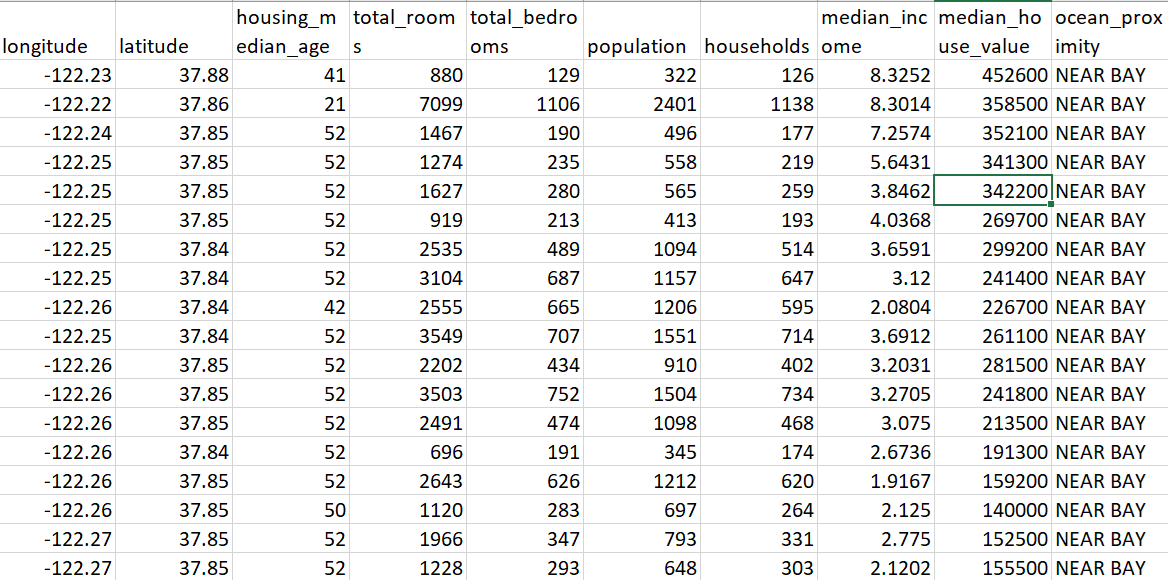 longitude latitude housing_median_age total_rooms total_bedrooms population households median_income median_house_value ocean_proximity
-122.23 37.88 41 880 129 322 126 8.3252 452600 NEAR BAY
-122.22 37.86 21 7099 1106 2401 1138 8.3014 358500 NEAR BAY
-122.24 37.85 52 1467 190 496 177 7.2574 352100 NEAR BAY
-122.25 37.85 52 1274 235 558 219 5.6431 341300 NEAR BAY
-122.25 37.85 52 1627 280 565 259 3.8462 342200 NEAR BAY
-122.25 37.85 52 919 213 413 193 4.0368 269700 NEAR BAY
-122.25 37.84 52 2535 489 1094 514 3.6591 299200 NEAR BAY
-122.25 37.84 52 3104 687 1157 647 3.12 241400 NEAR BAY
-122.26 37.84 42 2555 665 1206 595 2.0804 226700 NEAR BAY
-122.25 37.84 52 3549 707 1551 714 3.6912 261100 NEAR BAY
-122.26 37.85 52 2202 434 910 402 3.2031 281500 NEAR BAY
-122.26 37.85 52 3503 752 1504 734 3.2705 241800 NEAR BAY
-122.26 37.85 52 2491 474 1098 468 3.075 213500 NEAR BAY
-122.26 37.84 52 696 191 345 174 2.6736 191300 NEAR BAY
-122.26 37.85 52 2643 626 1212 620 1.9167 159200 NEAR BAY
-122.26 37.85 50 1120 283 697 264 2.125 140000 NEAR BAY
-122.27 37.85 52 1966 347 793 331 2.775 152500 NEAR BAY
-122.27 37.85 52 1228 293 648 303 2.1202 155500 NEAR BAY